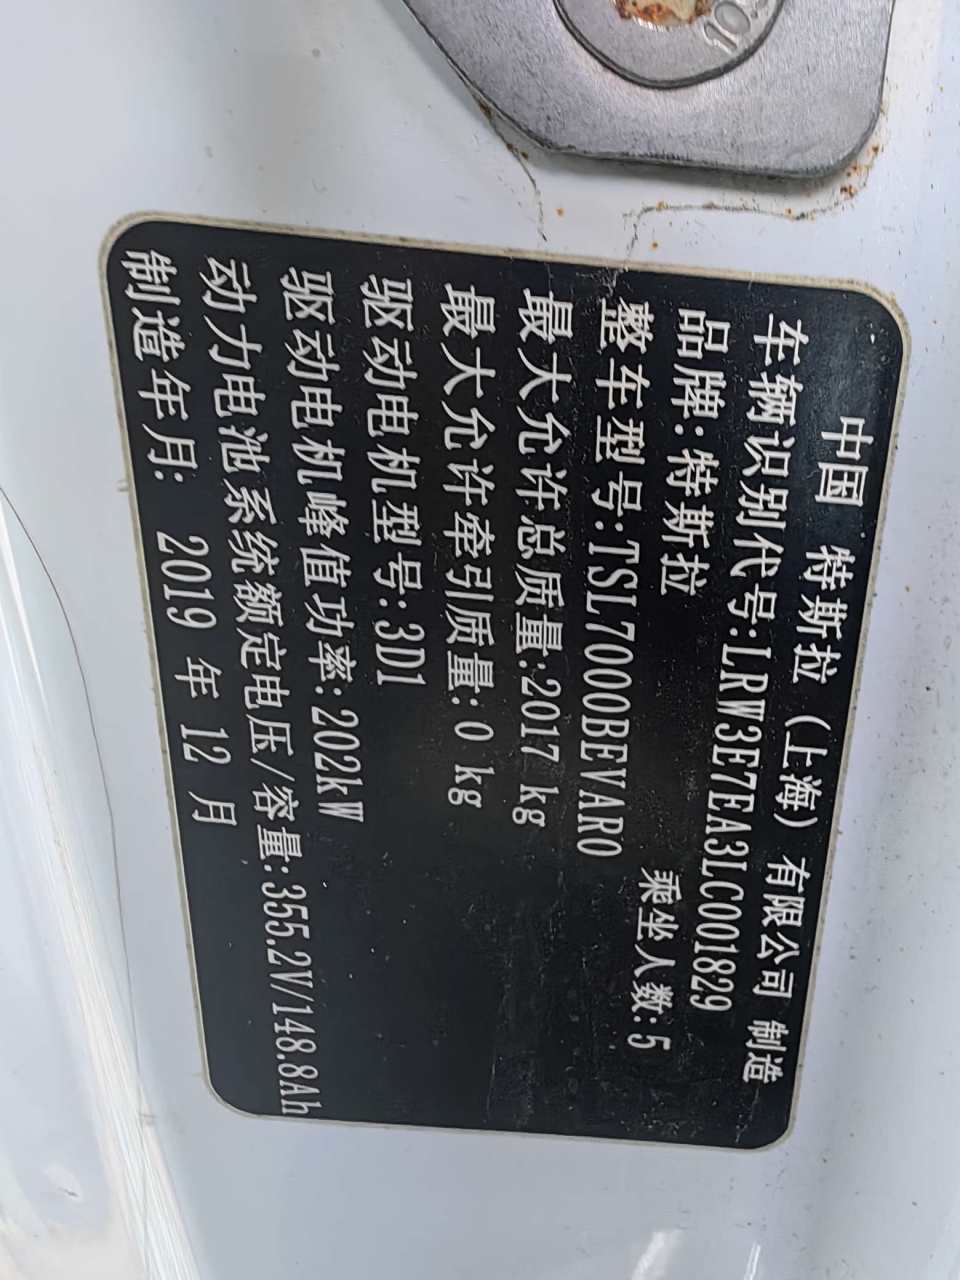 中国 特斯拉（上海）有限公司 制造
车辆识别代号:LRW3E7EA3LC001829
品牌:特斯拉 乘坐人数:5
整车型号:TSL7000BEVAR0
最大允许总质量:2017 kg
最大允许牵引质量: 0 kg
驱动电机型号:3D1
驱动电机峰值功率:202kW
动力电池系统额定电压/容量:355.2V/148.8Ah
制造年月: 2019 年 12 月